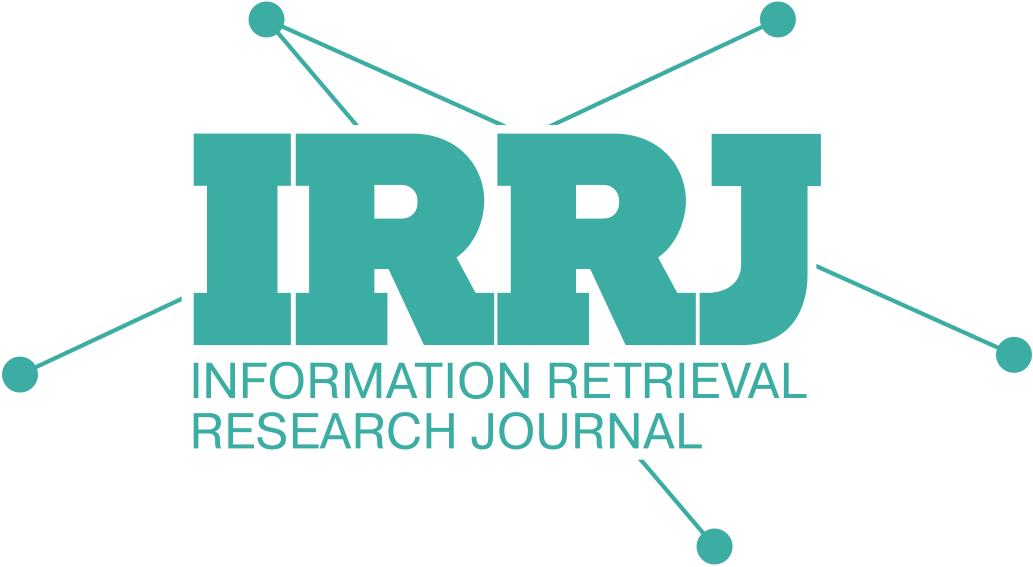 IRRJ
INFORMATION RETRIEVAL
RESEARCH JOURNAL